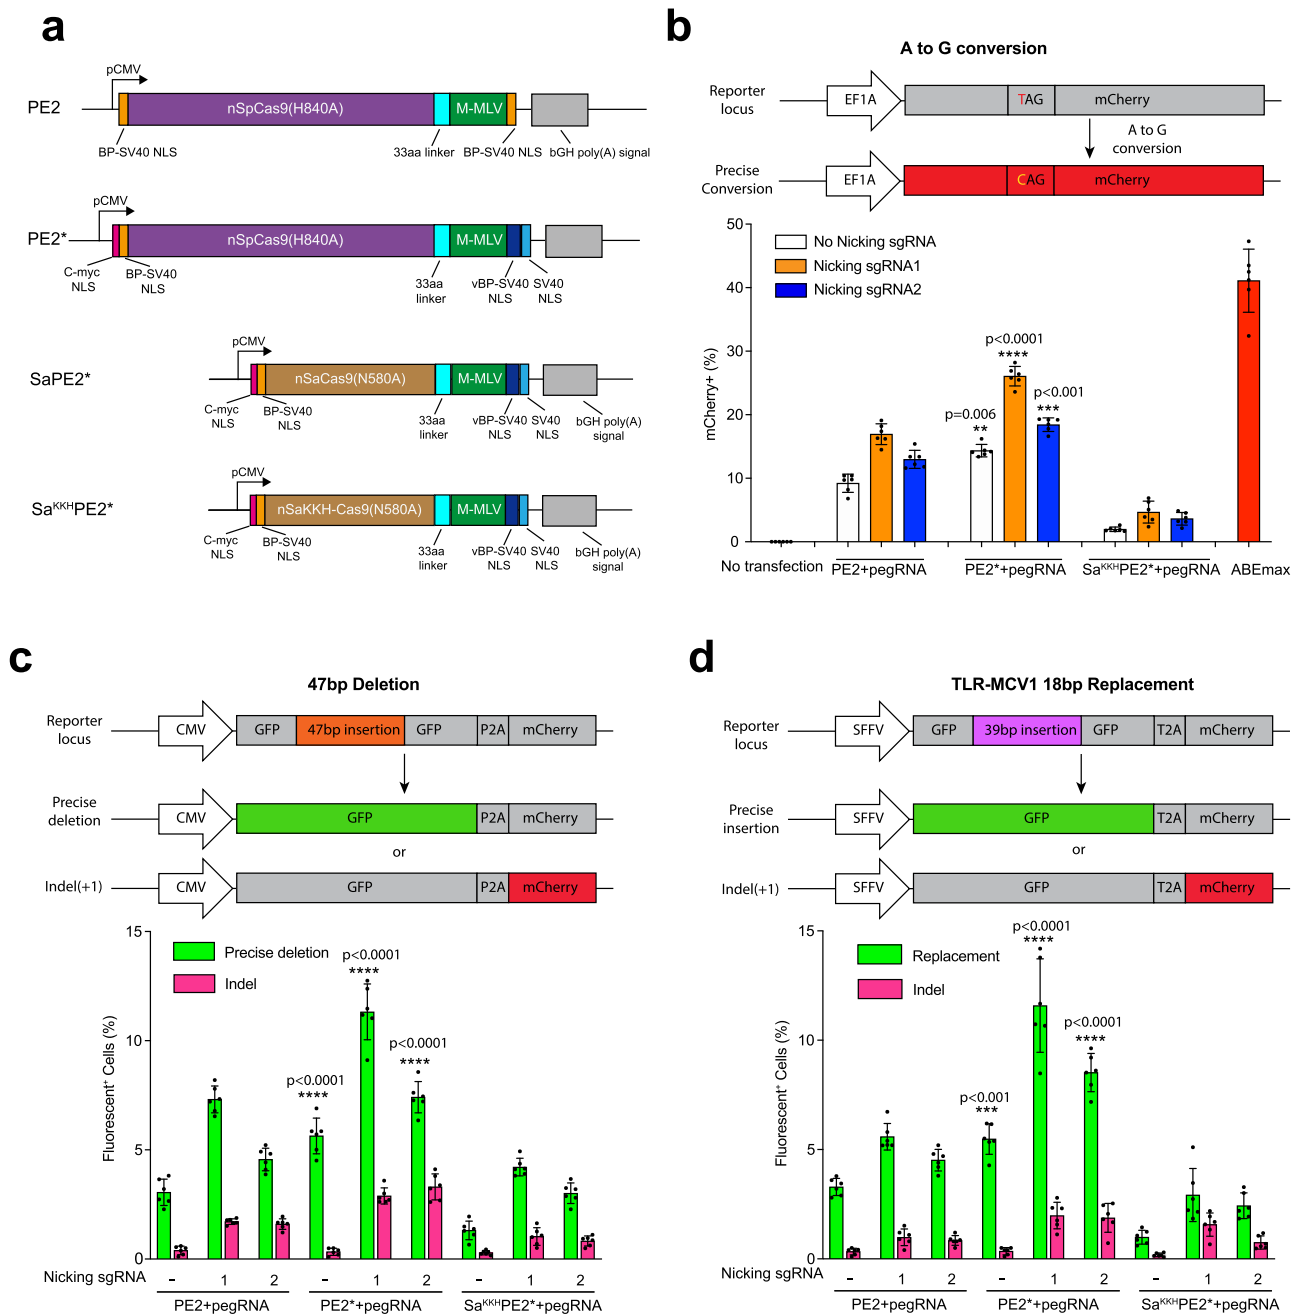 a
pCMV
PE2
nSpCas9(H840A)
M-MLV
BP-SV40 NLS
33aa linker
BP-SV40 NLS
bGH poly(A) signal
pCMV
PE2*
nSpCas9(H840A)
M-MLV
C-myc
NLS
BP-SV40
NLS
33aa
linker
vBP-SV40
NLS
SV40
NLS
pCMV
SaPE2*
nSaCas9(N580A)
M-MLV
C-myc
NLS
BP-SV40
NLS
33aa
linker
vBP-SV40
NLS
SV40
NLS
bGH poly(A)
signal
pCMV
SaKKHPE2*
nSaKKH-Cas9(N580A)
M-MLV
C-myc
NLS
BP-SV40
NLS
33aa
linker
vBP-SV40
NLS
SV40
NLS
bGH poly(A)
signal
b
A to G conversion
Reporter
locus
EF1A
TAG
mCherry
A to G
conversion
Precise
Conversion
EF1A
CAG
mCherry
mCherry+ (%)
50
40
30
20
10
0
No Nicking sgRNA
Nicking sgRNA1
Nicking sgRNA2
p=0.006
**
p<0.0001
****
p<0.001
***
No transfection
PE2+pegRNA
PE2*+pegRNA
SaKKHPE2*+pegRNA
ABEmax
c
47bp Deletion
Reporter
locus
CMV
GFP
47bp insertion
GFP
P2A
mCherry
Precise
deletion
CMV
GFP
P2A
mCherry
or
Indel(+1)
CMV
GFP
P2A
mCherry
Fluorescent+ Cells (%)
15
10
5
0
Precise deletion
Indel
p<0.0001
****
p<0.0001
****
p<0.0001
****
Nicking sgRNA
– 1 2 – 1 2 – 1 2
PE2+pegRNA
PE2*+pegRNA
SaKKHPE2*+pegRNA
d
TLR-MCV1 18bp Replacement
Reporter
locus
SFFV
GFP
39bp insertion
GFP
T2A
mCherry
Precise
insertion
SFFV
GFP
T2A
mCherry
or
Indel(+1)
SFFV
GFP
T2A
mCherry
Fluorescent+ Cells (%)
15
10
5
0
Replacement
Indel
p<0.001
***
p<0.0001
****
p<0.0001
****
Nicking sgRNA
– 1 2 – 1 2 – 1 2
PE2+pegRNA
PE2*+pegRNA
SaKKHPE2*+pegRNA